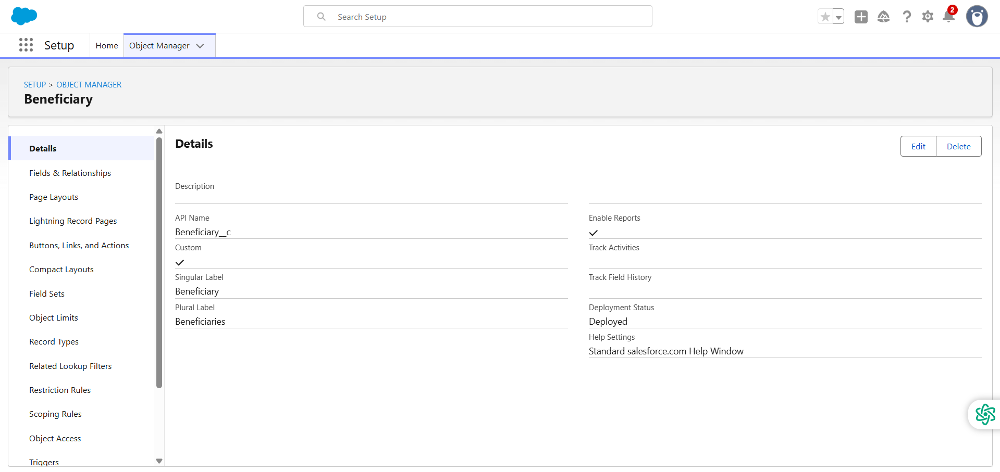 Search Setup
2
Setup
Home
Object Manager
SETUP > OBJECT MANAGER
Beneficiary
Details
Fields & Relationships
Page Layouts
Lightning Record Pages
Buttons, Links, and Actions
Compact Layouts
Field Sets
Object Limits
Record Types
Related Lookup Filters
Restriction Rules
Scoping Rules
Object Access
Triggers
Details
Edit
Delete
Description
API Name
Beneficiary__c
Custom
Singular Label
Beneficiary
Plural Label
Beneficiaries
Enable Reports
Track Activities
Track Field History
Deployment Status
Deployed
Help Settings
Standard salesforce.com Help Window